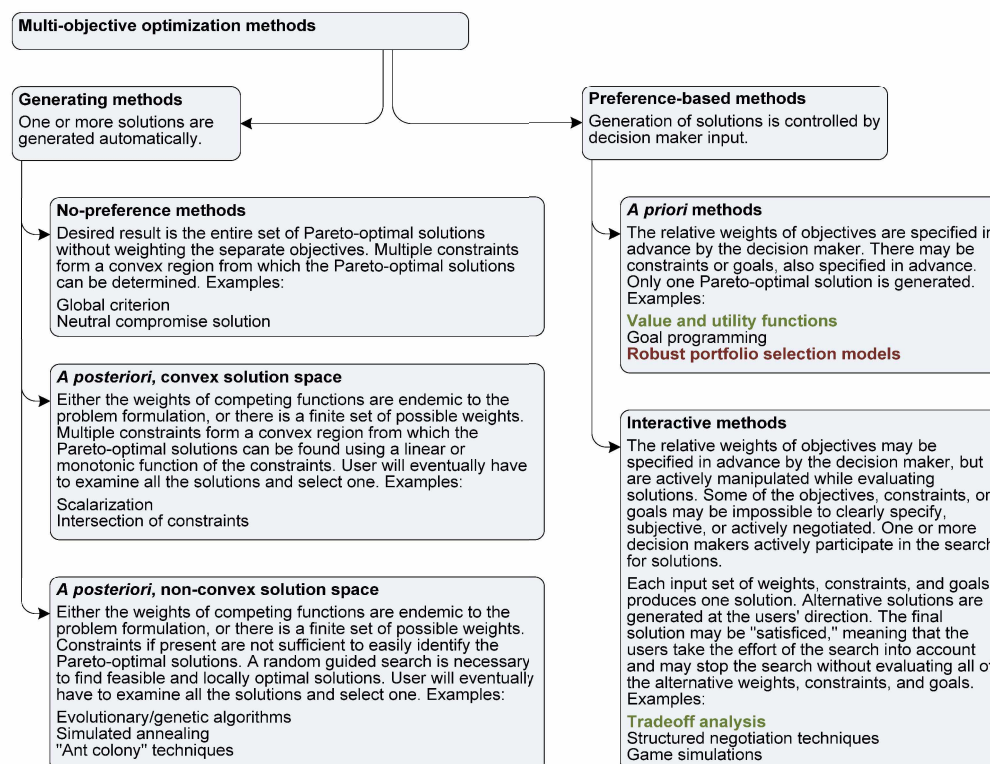 Multi-objective optimization methods
Generating methods
One or more solutions are
generated automatically.
No-preference methods
Desired result is the entire set of Pareto-optimal solutions
without weighting the separate objectives. Multiple constraints
form a convex region from which the Pareto-optimal solutions
can be determined. Examples:
Global criterion
Neutral compromise solution
A posteriori, convex solution space
Either the weights of competing functions are endemic to the
problem formulation, or there is a finite set of possible weights.
Multiple constraints form a convex region from which the
Pareto-optimal solutions can be found using a linear or
monotonic function of the constraints. User will eventually have
to examine all the solutions and select one. Examples:
Scalarization
Intersection of constraints
A posteriori, non-convex solution space
Either the weights of competing functions are endemic to the
problem formulation, or there is a finite set of possible weights.
Constraints if present are not sufficient to easily identify the
Pareto-optimal solutions. A random guided search is necessary
to find feasible and locally optimal solutions. User will eventually
have to examine all the solutions and select one. Examples:
Evolutionary/genetic algorithms
Simulated annealing
"Ant colony" techniques
Preference-based methods
Generation of solutions is controlled by
decision maker input.
A priori methods
The relative weights of objectives are specified in
advance by the decision maker. There may be
constraints or goals, also specified in advance.
Only one Pareto-optimal solution is generated.
Examples:
Value and utility functions
Goal programming
Robust portfolio selection models
Interactive methods
The relative weights of objectives may be
specified in advance by the decision maker, but
are actively manipulated while evaluating
solutions. Some of the objectives, constraints, or
goals may be impossible to clearly specify,
subjective, or actively negotiated. One or more
decision makers actively participate in the search
for solutions.
Each input set of weights, constraints, and goals
produces one solution. Alternative solutions are
generated at the users' direction. The final
solution may be "satisficed," meaning that the
users take the effort of the search into account
and may stop the search without evaluating all of
the alternative weights, constraints, and goals.
Examples:
Tradeoff analysis
Structured negotiation techniques
Game simulations